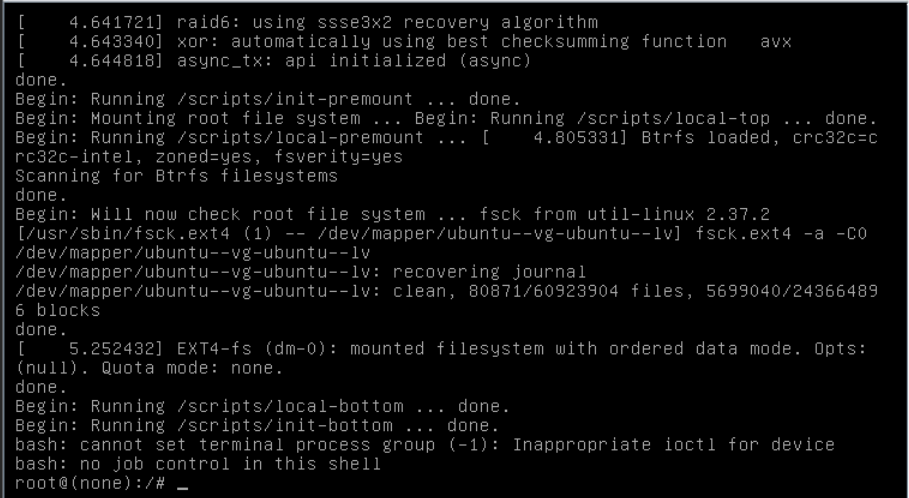 [    4.641721] raid6: using ssse3x2 recovery algorithm
[    4.643340] xor: automatically using best checksumming function   avx
[    4.644818] async_tx: api initialized (async)
done.
Begin: Running /scripts/init-premount ... done.
Begin: Mounting root file system ... Begin: Running /scripts/local-top ... done.
Begin: Running /scripts/local-premount ... [    4.805331] Btrfs loaded, crc32c=c
rc32c-intel, zoned=yes, fsverity=yes
Scanning for Btrfs filesystems
done.
Begin: Will now check root file system ... fsck from util-linux 2.37.2
[/usr/sbin/fsck.ext4 (1) -- /dev/mapper/ubuntu--vg-ubuntu--lv] fsck.ext4 -a -C0
/dev/mapper/ubuntu--vg-ubuntu--lv
/dev/mapper/ubuntu--vg-ubuntu--lv: recovering journal
/dev/mapper/ubuntu--vg-ubuntu--lv: clean, 80871/60923904 files, 5699040/24366489
6 blocks
done.
[    5.252432] EXT4-fs (dm-0): mounted filesystem with ordered data mode. Opts:
(null). Quota mode: none.
done.
Begin: Running /scripts/local-bottom ... done.
Begin: Running /scripts/init-bottom ... done.
bash: cannot set terminal process group (-1): Inappropriate ioctl for device
bash: no job control in this shell
root@(none):/# _